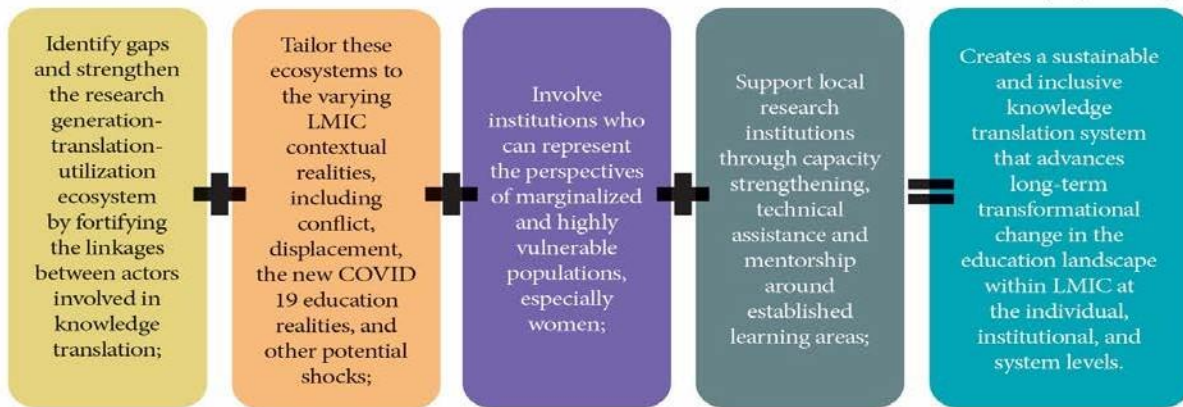 Identify gaps
and strengthen
the research
generation-
translation-
utilization
ecosystem
by fortifying
the linkages
between actors
involved in
knowledge
translation;
Tailor these
ecosystems to
the varying
LMIC
contextual
realities,
including
conflict,
displacement,
the new COVID
19 education
realities, and
other potential
shocks;
Involve
institutions who
can represent
the perspectives
of marginalized
and highly
vulnerable
populations,
especially
women;
Support local
research
institutions
through capacity
strengthening,
technical
assistance and
mentorship
around
established
learning areas;
Creates a sustainable
and inclusive
knowledge
translation system
that advances
long-term
transformational
change in the
education landscape
within LMIC at
the individual,
institutional, and
system levels.